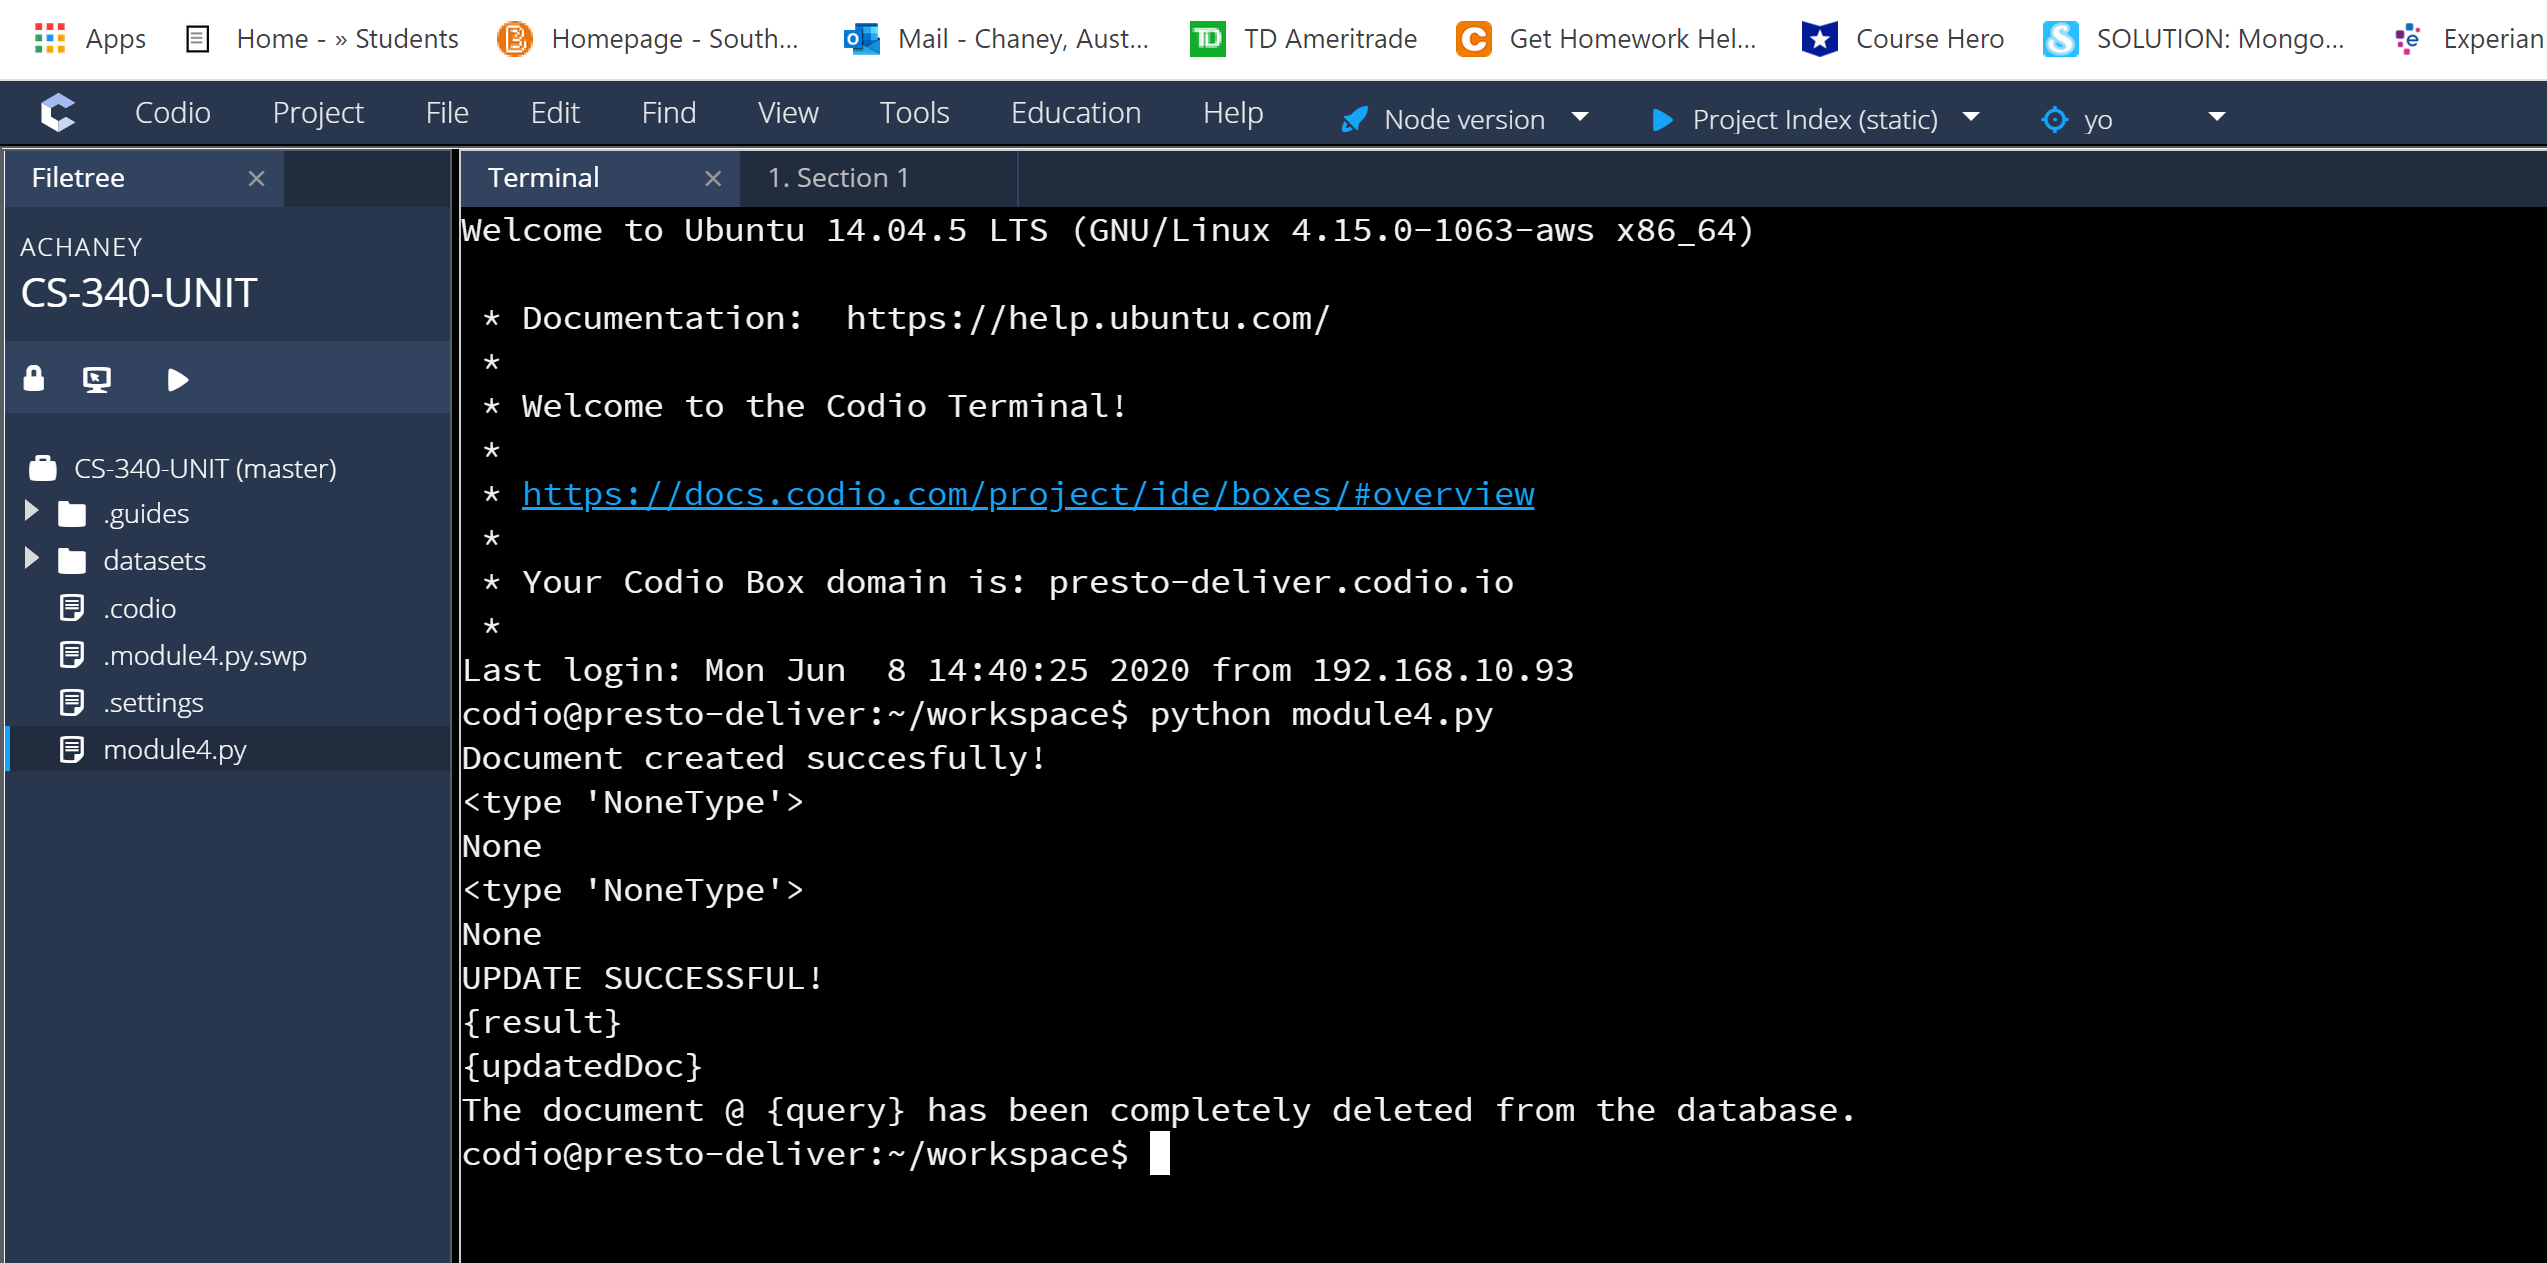 Apps Home - » Students Homepage - South... Mail - Chaney, Aust... TD Ameritrade Get Homework Hel... Course Hero SOLUTION: Mongo... Experian
Codio Project File Edit Find View Tools Education Help Node version Project Index (static) yo
Filetree Terminal 1. Section 1
ACHANEY
CS-340-UNIT
CS-340-UNIT (master)
.guides
datasets
.codio
.module4.py.swp
.settings
module4.py
Welcome to Ubuntu 14.04.5 LTS (GNU/Linux 4.15.0-1063-aws x86_64)
* Documentation:  https://help.ubuntu.com/
*
* Welcome to the Codio Terminal!
*
* https://docs.codio.com/project/ide/boxes/#overview
*
* Your Codio Box domain is: presto-deliver.codio.io
*
Last login: Mon Jun  8 14:40:25 2020 from 192.168.10.93
codio@presto-deliver:~/workspace$ python module4.py
Document created succesfully!
<type 'NoneType'>
None
<type 'NoneType'>
None
UPDATE SUCCESSFUL!
{result}
{updatedDoc}
The document @ {query} has been completely deleted from the database.
codio@presto-deliver:~/workspace$